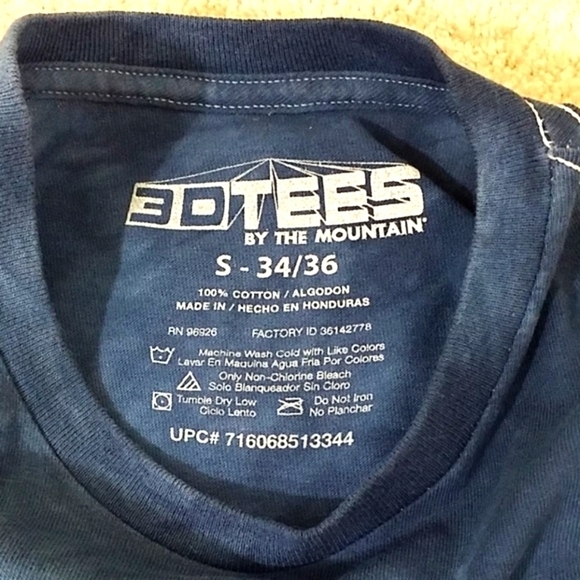 3DTEES
BY THE MOUNTAIN®
S - 34/36
100% COTTON / ALGODON
MADE IN / HECHO EN HONDURAS
RN 96926 FACTORY ID 36142778
Machine Wash Cold with Like Colors
Lavar En Maquina Agua Fria Por Colores
Only Non-Chlorine Bleach
Solo Blanqueador Sin Cloro
Tumble Dry Low Do Not Iron
Ciclo Lento No Planchar
UPC# 716068513344